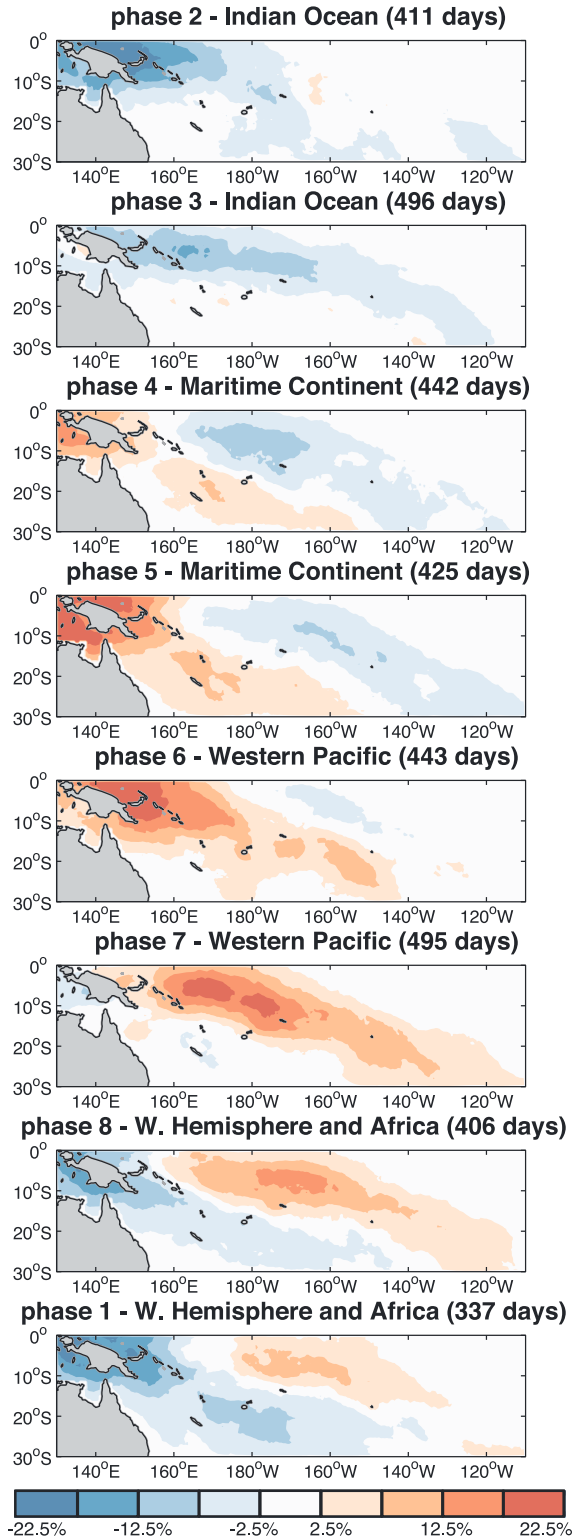 phase 2 - Indian Ocean (411 days)
0°
10°S
20°S
30°S
140°E 160°E 180°W 160°W 140°W 120°W
phase 3 - Indian Ocean (496 days)
0°
10°S
20°S
30°S
140°E 160°E 180°W 160°W 140°W 120°W
phase 4 - Maritime Continent (442 days)
0°
10°S
20°S
30°S
140°E 160°E 180°W 160°W 140°W 120°W
phase 5 - Maritime Continent (425 days)
0°
10°S
20°S
30°S
140°E 160°E 180°W 160°W 140°W 120°W
phase 6 - Western Pacific (443 days)
0°
10°S
20°S
30°S
140°E 160°E 180°W 160°W 140°W 120°W
phase 7 - Western Pacific (495 days)
0°
10°S
20°S
30°S
140°E 160°E 180°W 160°W 140°W 120°W
phase 8 - W. Hemisphere and Africa (406 days)
0°
10°S
20°S
30°S
140°E 160°E 180°W 160°W 140°W 120°W
phase 1 - W. Hemisphere and Africa (337 days)
0°
10°S
20°S
30°S
140°E 160°E 180°W 160°W 140°W 120°W
-22.5% -12.5% -2.5% 2.5% 12.5% 22.5%